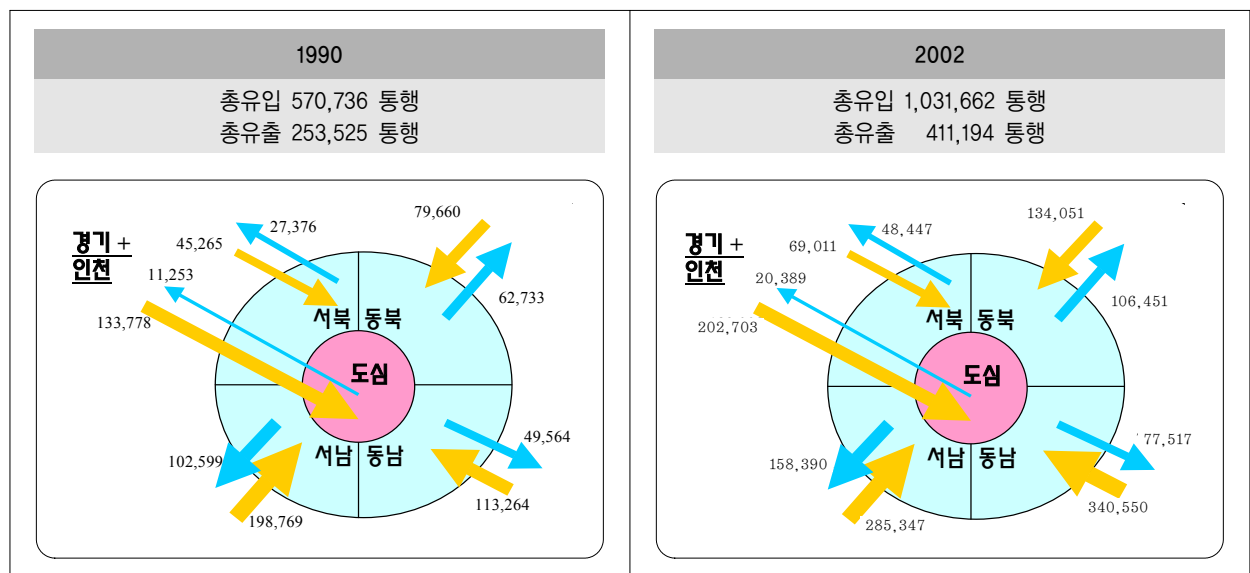 1990
총유입 570,736 통행
총유출 253,525 통행
경기 +
인천
27,376
45,265
11,253
133,778
79,660
62,733
서북
동북
도심
서남
동남
102,599
198,769
49,564
113,264
2002
총유입 1,031,662 통행
총유출 411,194 통행
경기 +
인천
48,447
69,011
20,389
202,703
134,051
106,451
서북
동북
도심
서남
동남
158,390
285,347
77,517
340,550